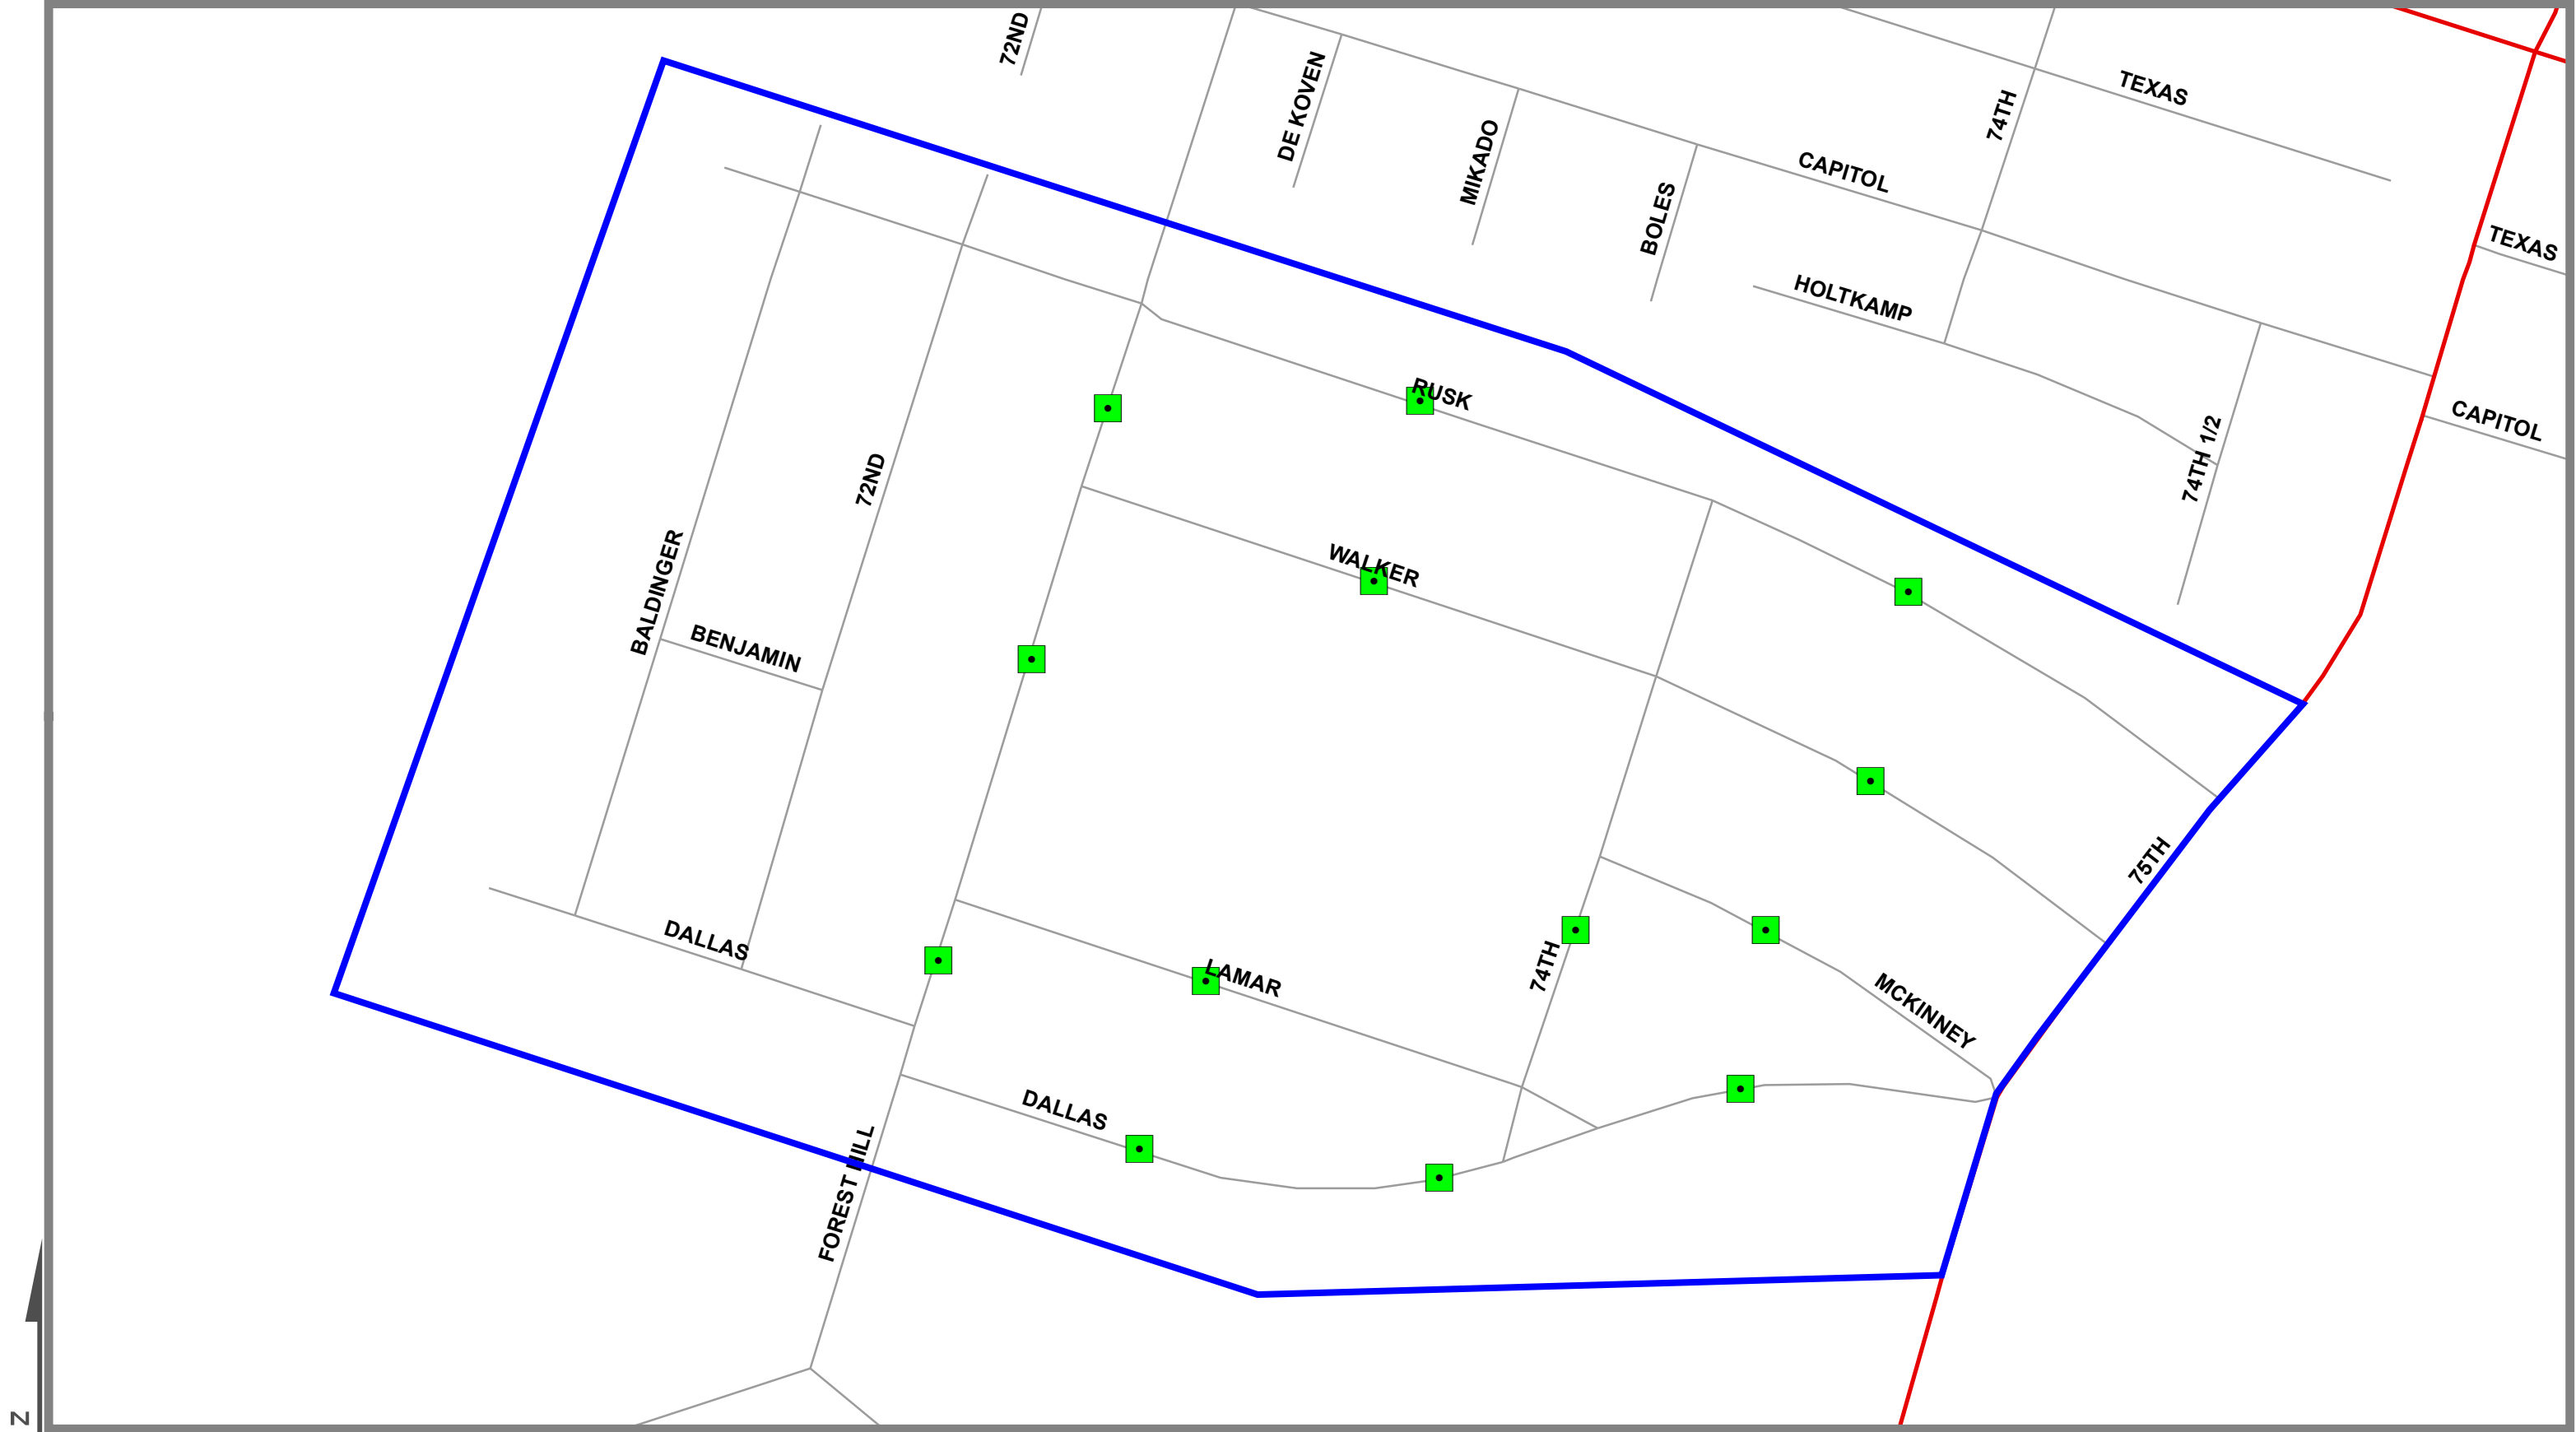 72ND
DE KOVEN
MIKADO
BOLES
CAPITOL
74TH
TEXAS
TEXAS
HOLTKAMP
CAPITOL
74TH 1/2
RUSK
72ND
WALKER
BALDINGER
BENJAMIN
75TH
DALLAS
LAMAR
74TH
MCKINNEY
DALLAS
FOREST HILL
N